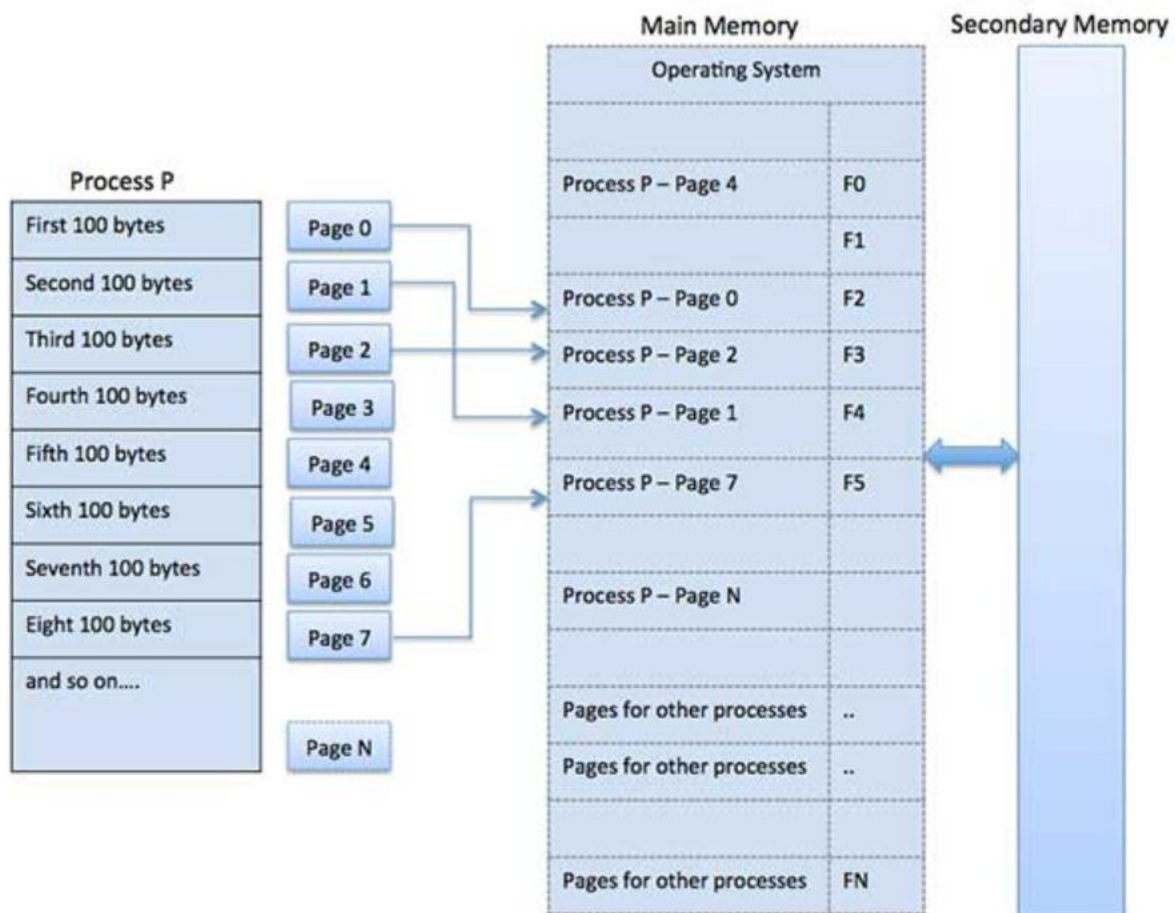 Main Memory
Secondary Memory
Operating System
Process P
First 100 bytes
Second 100 bytes
Third 100 bytes
Fourth 100 bytes
Fifth 100 bytes
Sixth 100 bytes
Seventh 100 bytes
Eight 100 bytes
and so on....
Page 0
Page 1
Page 2
Page 3
Page 4
Page 5
Page 6
Page 7
Page N
Process P – Page 4 F0
F1
Process P – Page 0 F2
Process P – Page 2 F3
Process P – Page 1 F4
Process P – Page 7 F5
Process P – Page N
Pages for other processes ..
Pages for other processes ..
Pages for other processes FN